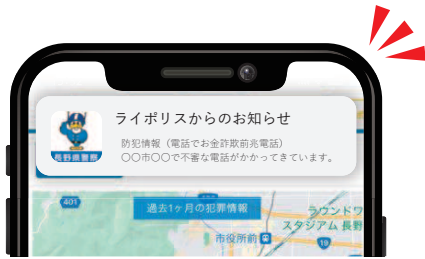 ライポリスからのお知らせ
防犯情報（電話でお金詐欺前兆電話）
〇〇市〇〇で不審な電話がかかってきています。
長野県警察
401
過去1ヶ月の犯罪情報
ラウンドワ
スタジアム 長野
市役所前
19